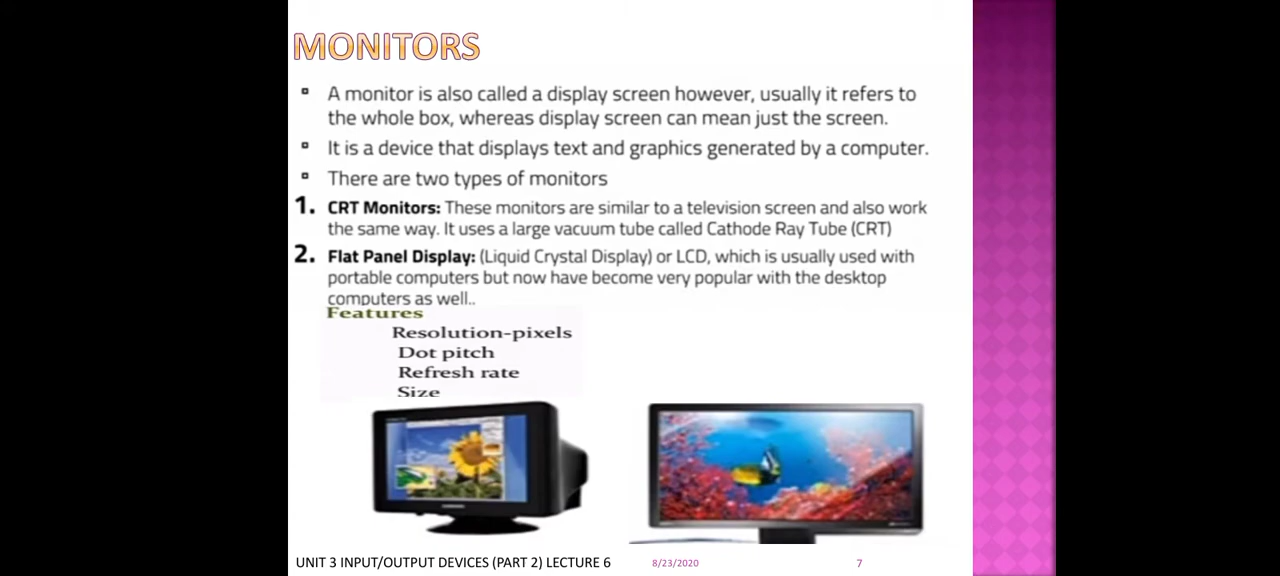 MONITORS
▫ A monitor is also called a display screen however, usually it refers to
the whole box, whereas display screen can mean just the screen.
▫ It is a device that displays text and graphics generated by a computer.
▫ There are two types of monitors
1. CRT Monitors: These monitors are similar to a television screen and also work
the same way. It uses a large vacuum tube called Cathode Ray Tube (CRT)
2. Flat Panel Display: (Liquid Crystal Display) or LCD, which is usually used with
portable computers but now have become very popular with the desktop
computers as well..
Features
Resolution-pixels
Dot pitch
Refresh rate
Size
UNIT 3 INPUT/OUTPUT DEVICES (PART 2) LECTURE 6 8/23/2020 7